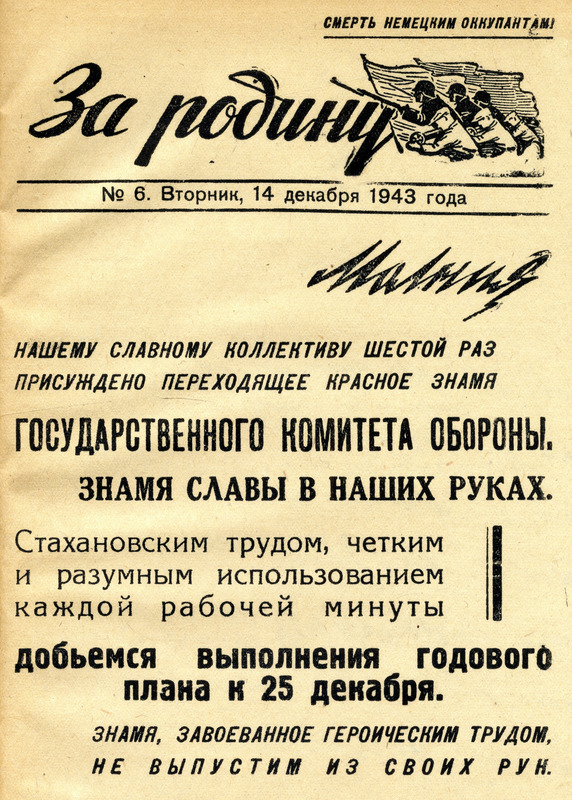 СМЕРТЬ НЕМЕЦКИМ ОККУПАНТАМ!
За родину
№ 6. Вторник, 14 декабря 1943 года
Молния
НАШЕМУ СЛАВНОМУ КОЛЛЕКТИВУ ШЕСТОЙ РАЗ
ПРИСУЖДЕНО ПЕРЕХОДЯЩЕЕ КРАСНОЕ ЗНАМЯ
ГОСУДАРСТВЕННОГО КОМИТЕТА ОБОРОНЫ.
ЗНАМЯ СЛАВЫ В НАШИХ РУКАХ.
Стахановским трудом, четким
и разумным использованием
каждой рабочей минуты
добьемся выполнения годового
плана к 25 декабря.
ЗНАМЯ, ЗАВОЕВАННОЕ ГЕРОИЧЕСКИМ ТРУДОМ,
НЕ ВЫПУСТИМ ИЗ СВОИХ РУК.